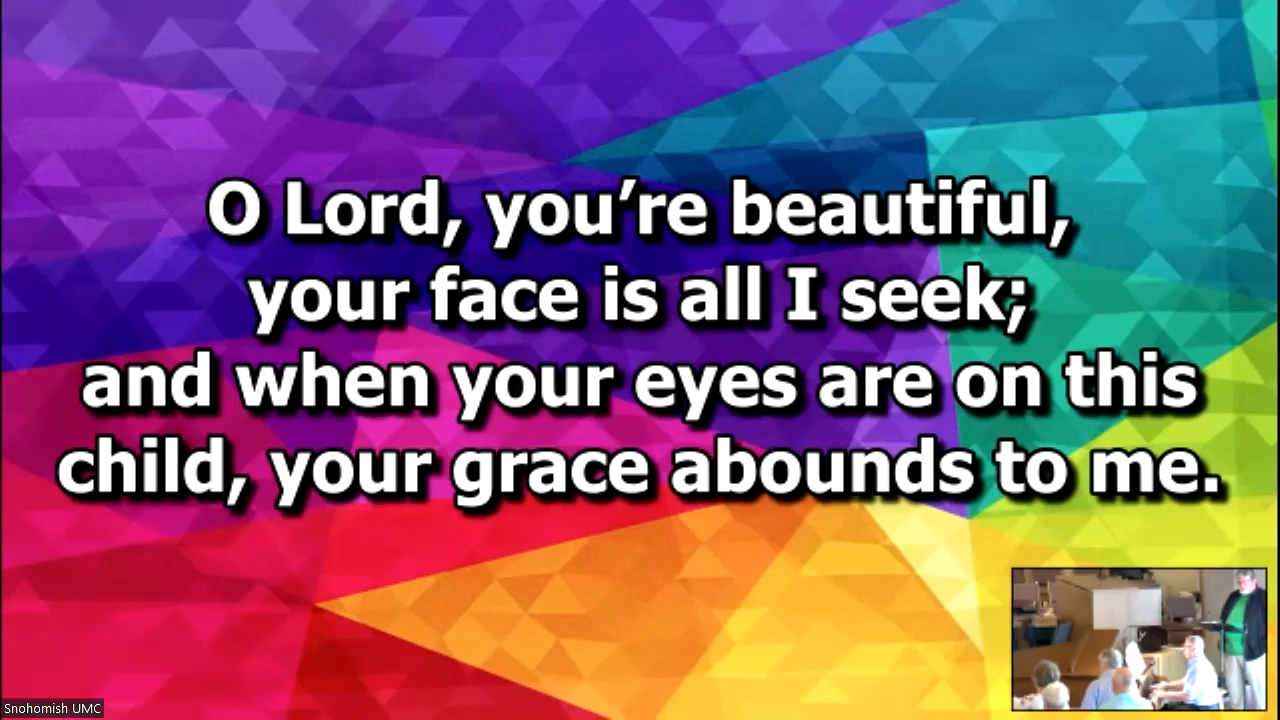 O Lord, you’re beautiful,
your face is all I seek;
and when your eyes are on this
child, your grace abounds to me.
Snohomish UMC